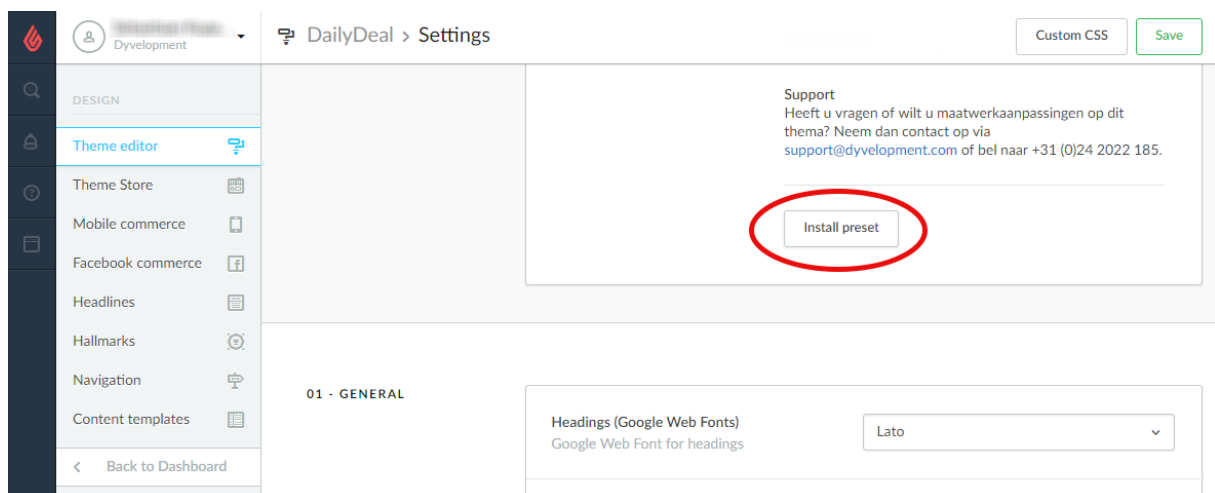 Dyvelopment
DailyDeal > Settings
Custom CSS
Save
DESIGN
Theme editor
Theme Store
Mobile commerce
Facebook commerce
Headlines
Hallmarks
Navigation
Content templates
Back to Dashboard
Support
Heeft u vragen of wilt u maatwerkaanpassingen op dit
thema? Neem dan contact op via
support@dyvelopment.com of bel naar +31 (0)24 2022 185.
Install preset
01 - GENERAL
Headings (Google Web Fonts)
Google Web Font for headings
Lato